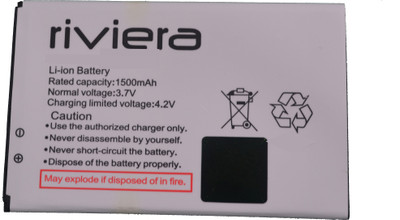 riviera
Li-ion Battery
Rated capacity:1500mAh
Normal voltage:3.7V
Charging limited voltage:4.2V
Caution
•Use the authorized charger only.
•Never disassemble by yourself.
•Never short-circuit the battery.
•Dispose of the battery properly.
May explode if disposed of in fire.